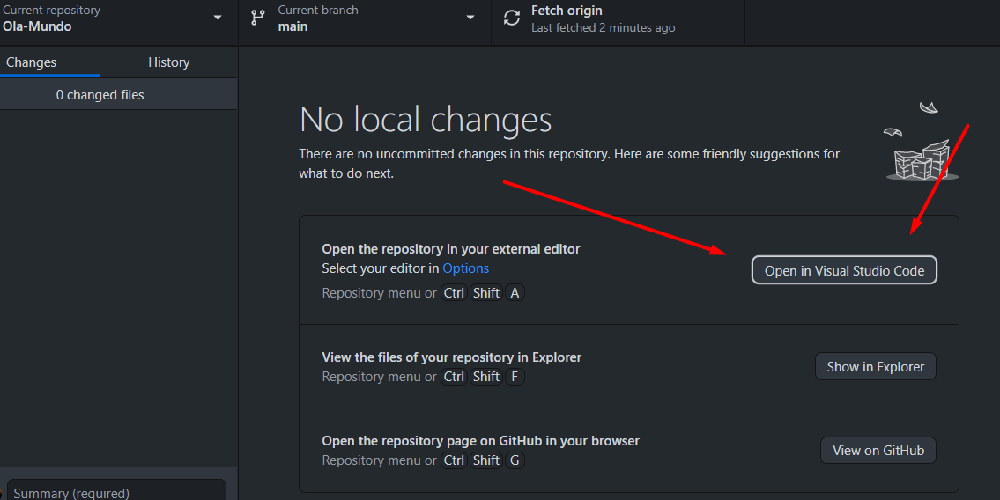 Current repository
Ola-Mundo
Current branch
main
Fetch origin
Last fetched 2 minutes ago
Changes
History
0 changed files
No local changes
There are no uncommitted changes in this repository. Here are some friendly suggestions for
what to do next.
Open the repository in your external editor
Select your editor in Options
Repository menu or Ctrl Shift A
Open in Visual Studio Code
View the files of your repository in Explorer
Repository menu or Ctrl Shift F
Show in Explorer
Open the repository page on GitHub in your browser
Repository menu or Ctrl Shift G
View on GitHub
Summary (required)